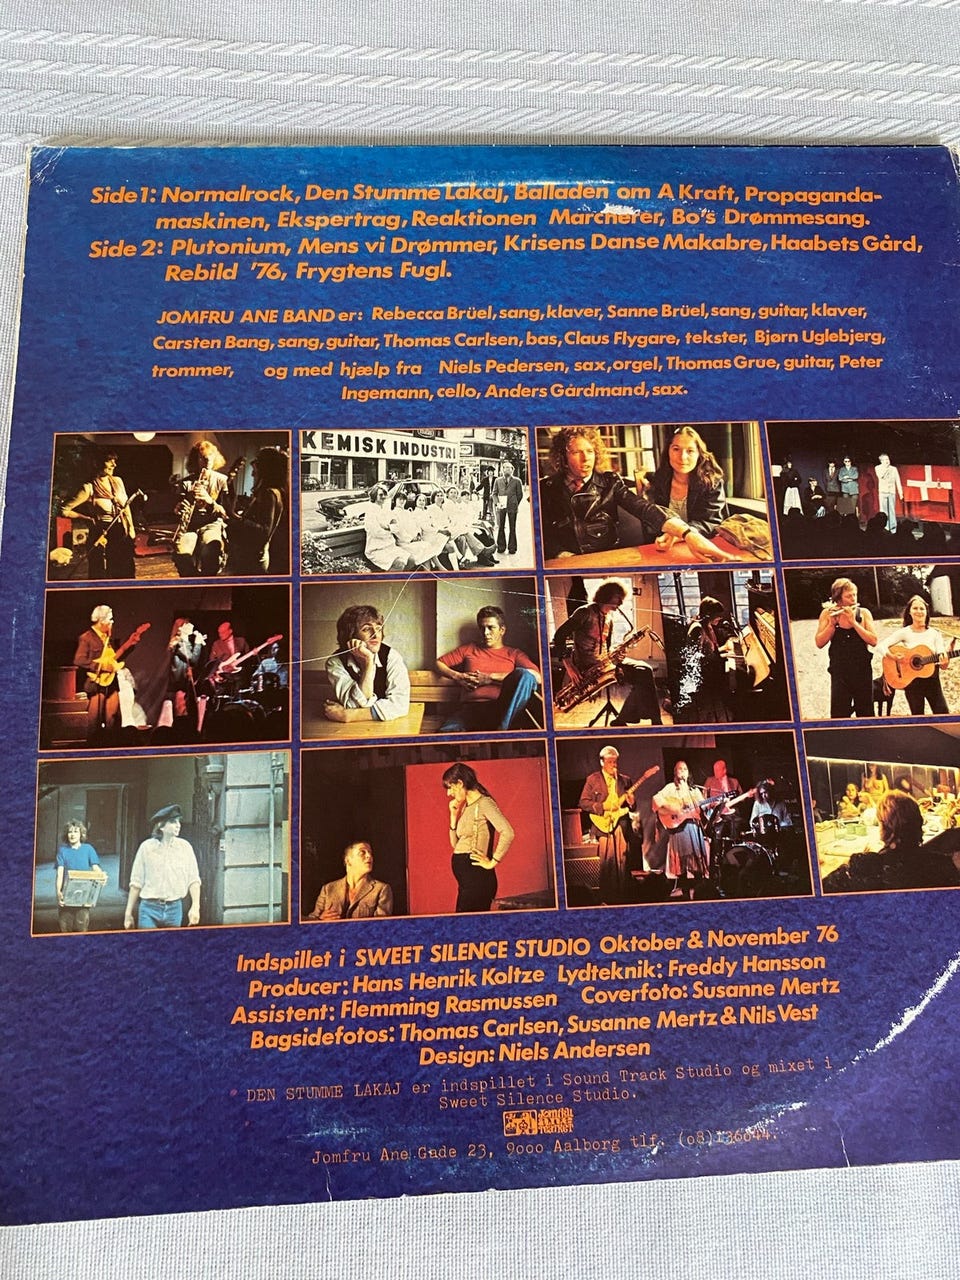 Side 1: Normalrock, Den Stumme Lakaj, Balladen om A Kraft, Propaganda-
maskinen, Ekspertrag, Reaktionen Marcherer, Bo's Drømmesang.
Side 2: Plutonium, Mens vi Drømmer, Krisens Danse Makabre, Haabets Gård,
Rebild '76, Frygtens Fugl.
JOMFRU ANE BAND er: Rebecca Brüel, sang, klaver, Sanne Brüel, sang, guitar, klaver,
Carsten Bang, sang, guitar, Thomas Carlsen, bas, Claus Flygare, tekster, Bjørn Uglebjerg,
trommer, og med hjælp fra Niels Pedersen, sax, orgel, Thomas Grue, guitar, Peter
Ingemann, cello, Anders Gårdmand, sax.
KEMISK INDUSTRI
Indspillet i SWEET SILENCE STUDIO Oktober & November 76
Producer: Hans Henrik Koltze Lydteknik: Freddy Hansson
Assistent: Flemming Rasmussen Coverfoto: Susanne Mertz
Bagsidefotos: Thomas Carlsen, Susanne Mertz & Nils Vest
Design: Niels Andersen
* DEN STUMME LAKAJ er indspillet i Sound Track Studio og mixet i
Sweet Silence Studio.
Jomfru Ane Teatret
Jomfru Ane Gade 23, 9000 Aalborg tlf. (08)136044.